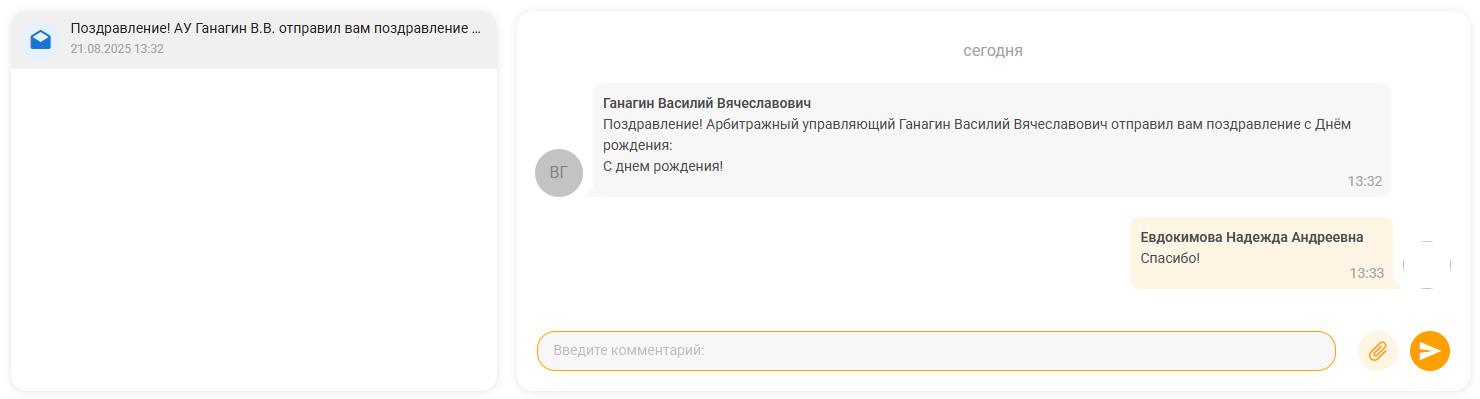 Поздравление! АУ Ганагин В.В. отправил вам поздравление ...
21.08.2025 13:32
сегодня
Ганагин Василий Вячеславович
Поздравление! Арбитражный управляющий Ганагин Василий Вячеславович отправил вам поздравление с Днём
рождения:
С днем рождения!
ВГ
13:32
Евдокимова Надежда Андреевна
Спасибо!
13:33
Введите комментарий: